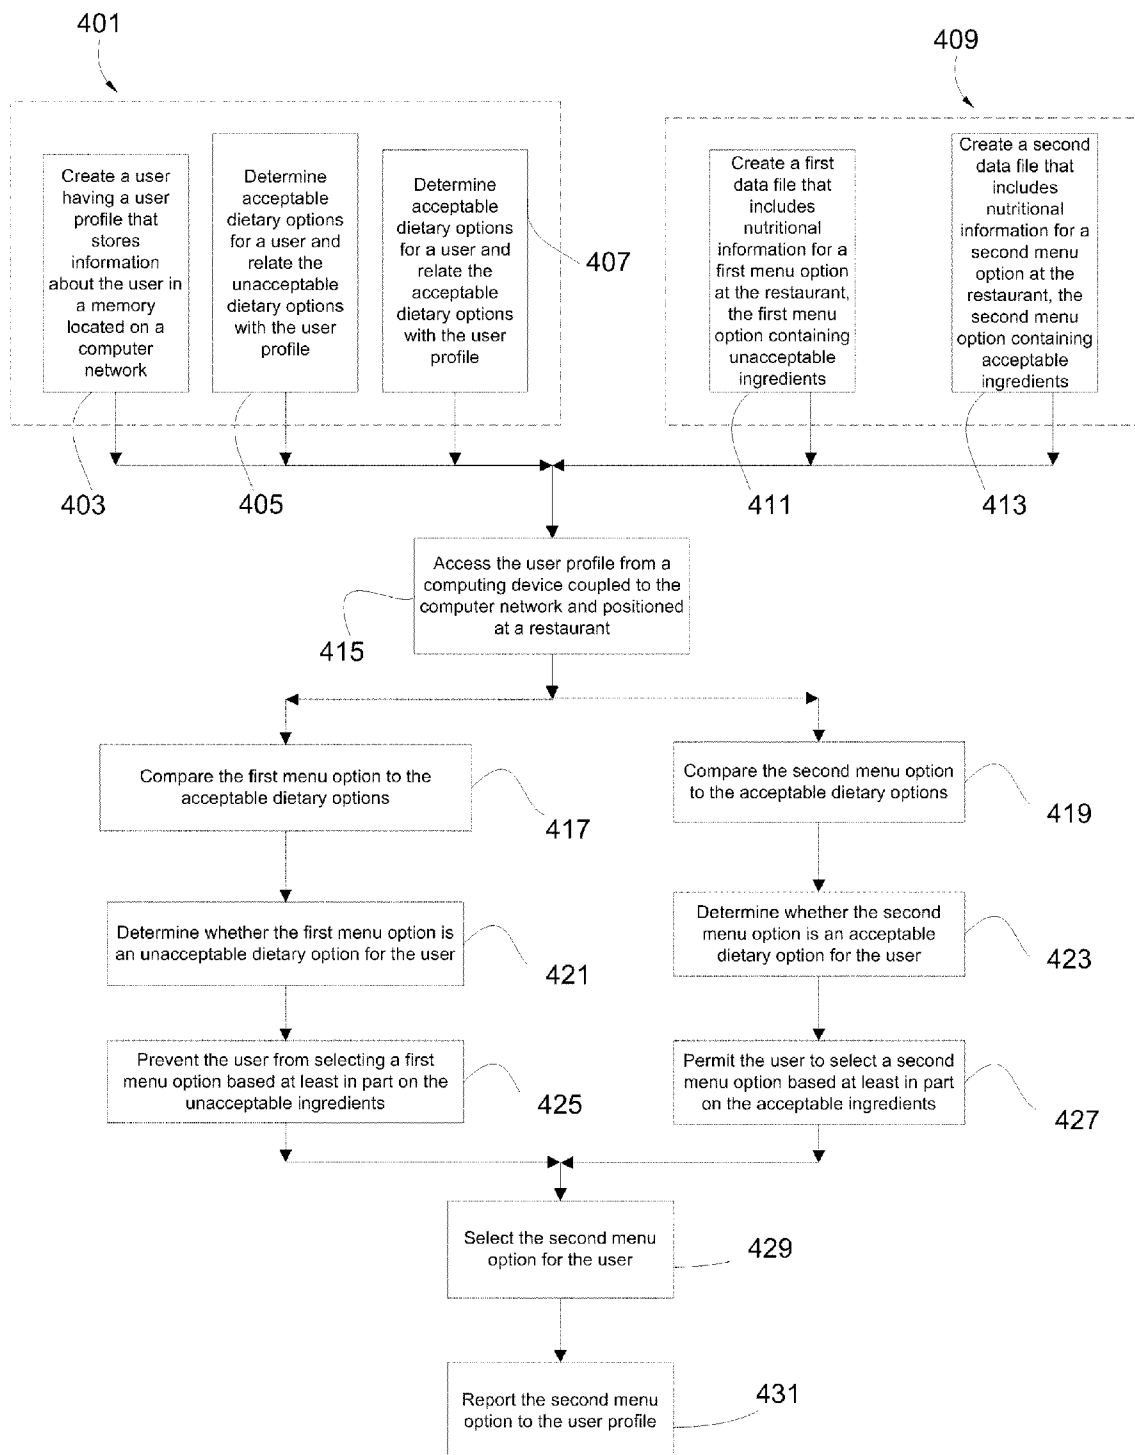 401
409
Create a user
having a user
profile that
stores
information
about the user in
a memory
located on a
computer
network
Determine
acceptable
dietary options
for a user and
relate the
unacceptable
dietary options
with the user
profile
Determine
acceptable
dietary options
for a user and
relate the
acceptable
dietary options
with the user
profile
407
Create a first
data file that
includes
nutritional
information for
a first menu
option at the
restaurant,
the first menu
option
containing
unacceptable
ingredients
Create a second
data file that
includes
nutritional
information for a
second menu
option at the
restaurant, the
second menu
option containing
acceptable
ingredients
403
405
411
413
Access the user profile from a
computing device coupled to the
computer network and positioned
at a restaurant
415
Compare the first menu option to the
acceptable dietary options
417
Compare the second menu option
to the acceptable dietary options
419
Determine whether the first menu option is
an unacceptable dietary option for the user
421
Determine whether the second
menu option is an acceptable
dietary option for the user
423
Prevent the user from selecting a first
menu option based at least in part on the
unacceptable ingredients
425
Permit the user to select a second
menu option based at least in part
on the acceptable ingredients
427
Select the second menu
option for the user
429
Report the second menu
option to the user profile
431